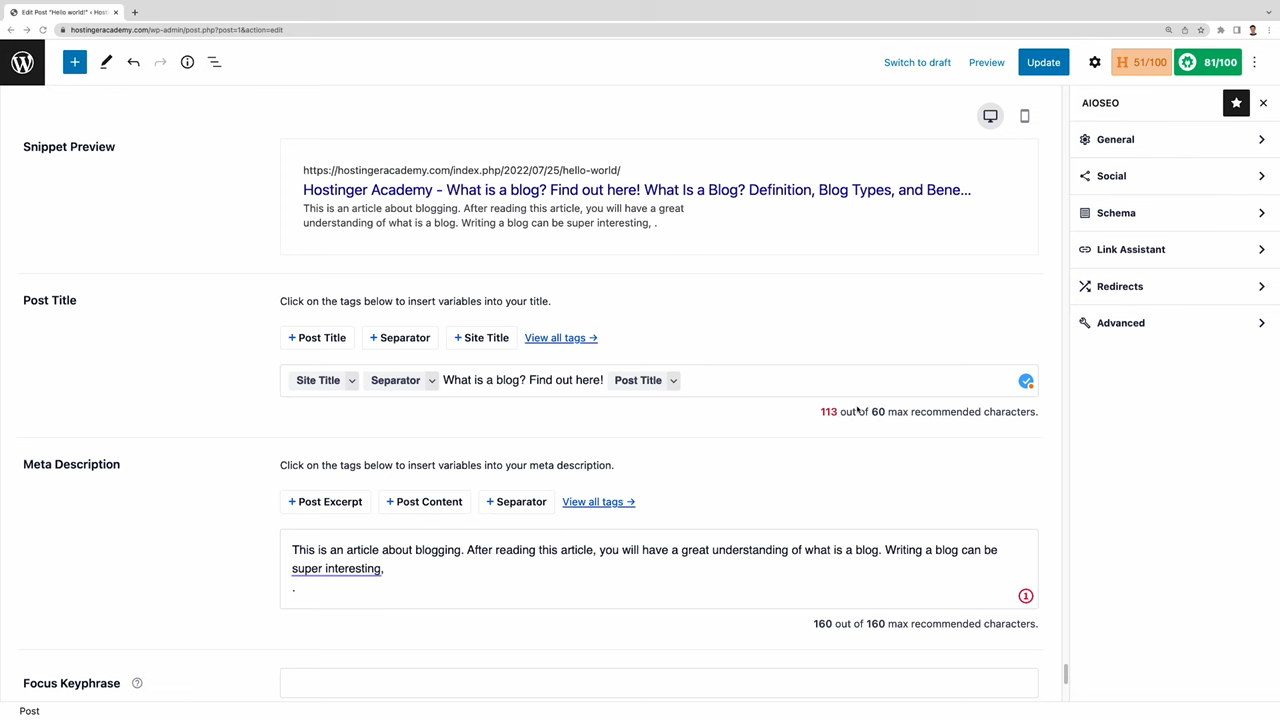 Edit Post "Hello world!" ‹ Hosti
hostingeracademy.com/wp-admin/post.php?post=1&action=edit
Switch to draft
Preview
Update
H 51/100
81/100
Snippet Preview
https://hostingeracademy.com/index.php/2022/07/25/hello-world/
Hostinger Academy - What is a blog? Find out here! What Is a Blog? Definition, Blog Types, and Bene...
This is an article about blogging. After reading this article, you will have a great
understanding of what is a blog. Writing a blog can be super interesting, .
Post Title
Click on the tags below to insert variables into your title.
+ Post Title
+ Separator
+ Site Title
View all tags →
Site Title
Separator
What is a blog? Find out here!
Post Title
113 out of 60 max recommended characters.
Meta Description
Click on the tags below to insert variables into your meta description.
+ Post Excerpt
+ Post Content
+ Separator
View all tags →
This is an article about blogging. After reading this article, you will have a great understanding of what is a blog. Writing a blog can be
super interesting,
.
1
160 out of 160 max recommended characters.
Focus Keyphrase ?
Post
AIOSEO
General
Social
Schema
Link Assistant
Redirects
Advanced